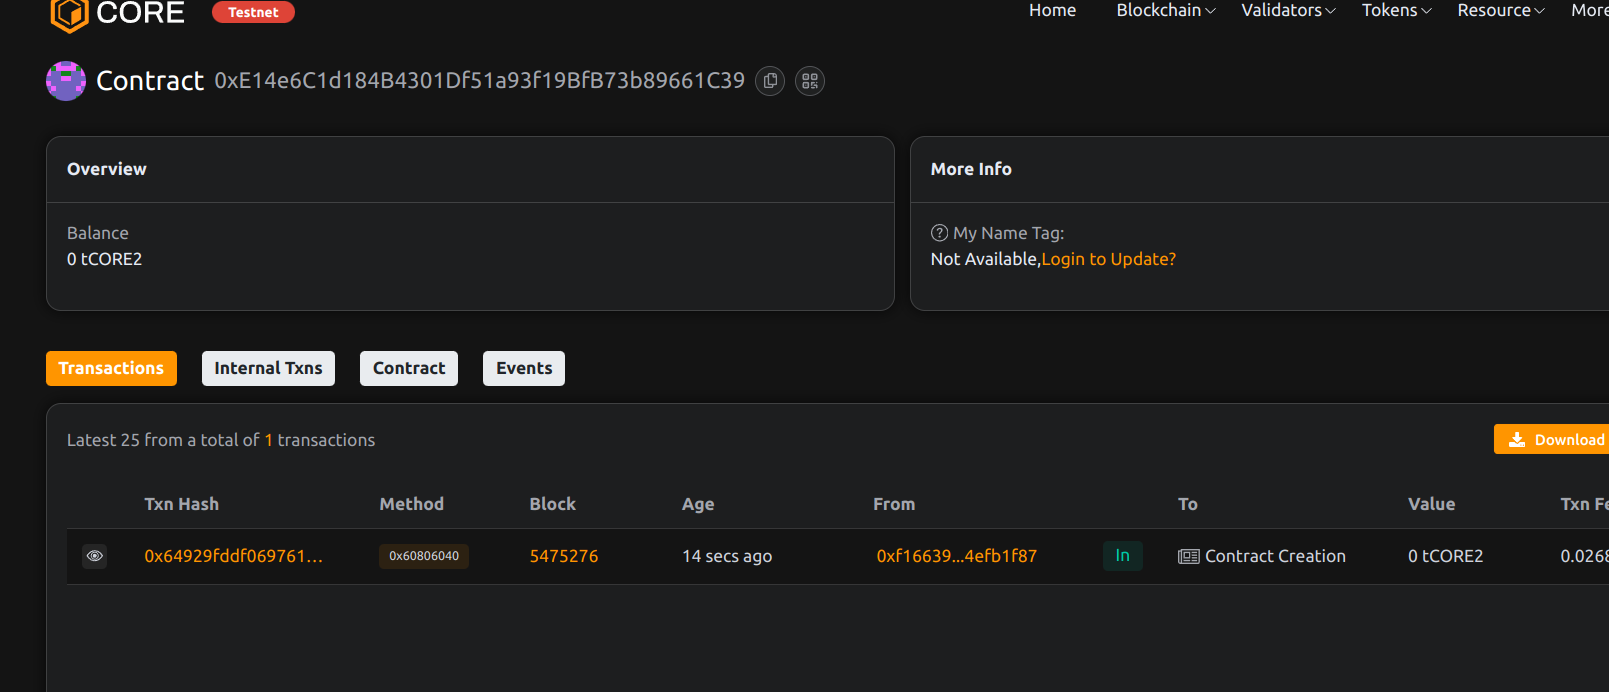 CORE Testnet Home Blockchain Validators Tokens Resource More
Contract 0xE14e6C1d184B4301Df51a93f19BfB73b89661C39
Overview
Balance
0 tCORE2
More Info
My Name Tag:
Not Available,Login to Update?
Transactions Internal Txns Contract Events
Latest 25 from a total of 1 transactions Download
Txn Hash Method Block Age From To Value Txn Fe
0x64929fddf069761... 0x60806040 5475276 14 secs ago 0xf16639...4efb1f87 In Contract Creation 0 tCORE2 0.0268